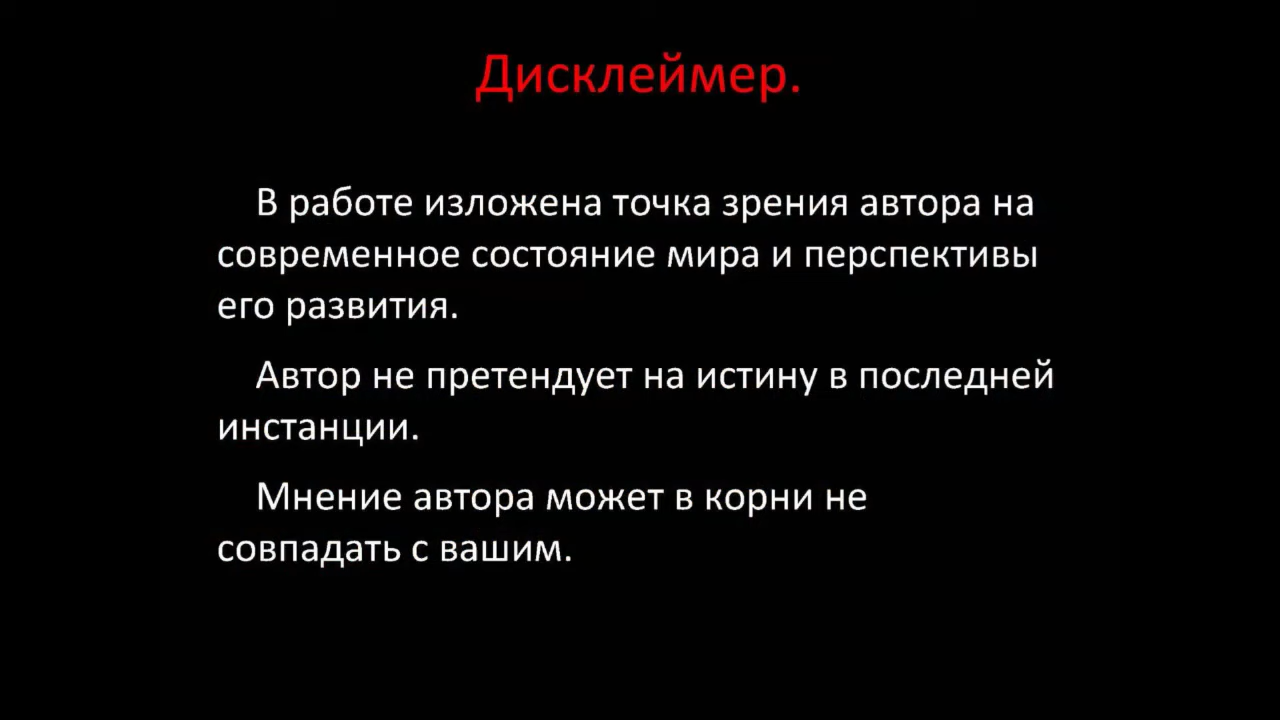 Дисклеймер.
В работе изложена точка зрения автора на
современное состояние мира и перспективы
его развития.
Автор не претендует на истину в последней
инстанции.
Мнение автора может в корни не
совпадать с вашим.